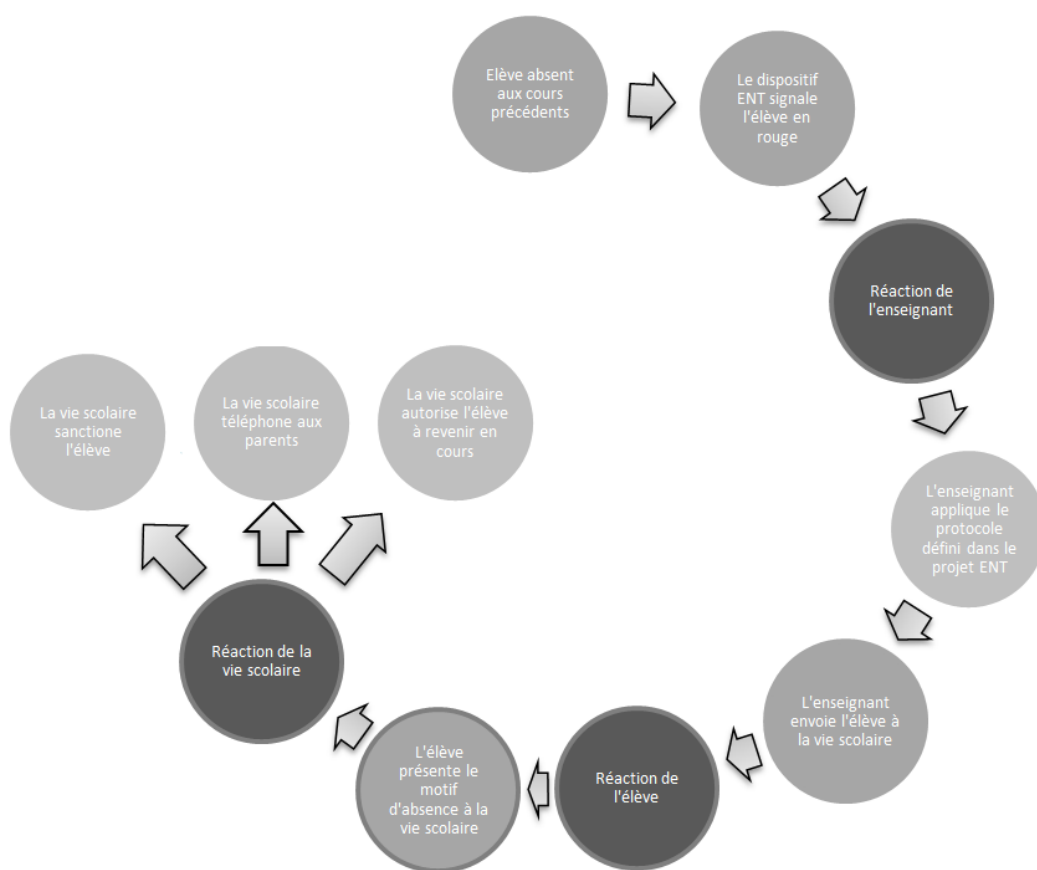 Elève absent
aux cours
précédents
Le dispositif
ENT signale
l'élève en
rouge
Réaction de
l'enseignant
L'enseignant
applique le
protocole
défini dans le
projet ENT
L'enseignant
envoie l'élève à
la vie scolaire
Réaction de
l'élève
L'élève
présente le
motif
d'absence à la
vie scolaire
Réaction de la
vie scolaire
La vie scolaire
sanctione
l'élève
La vie scolaire
téléphone aux
parents
La vie scolaire
autorise l'élève
à revenir en
cours